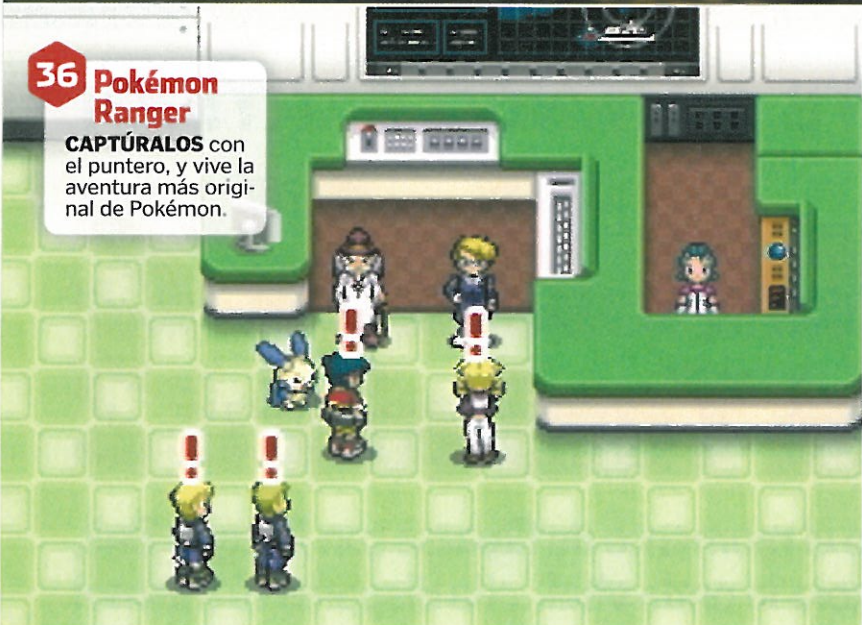 36 Pokémon
Ranger
CAPTÚRALOS con
el puntero, y vive la
aventura más origi-
nal de Pokémon.
! !
! !